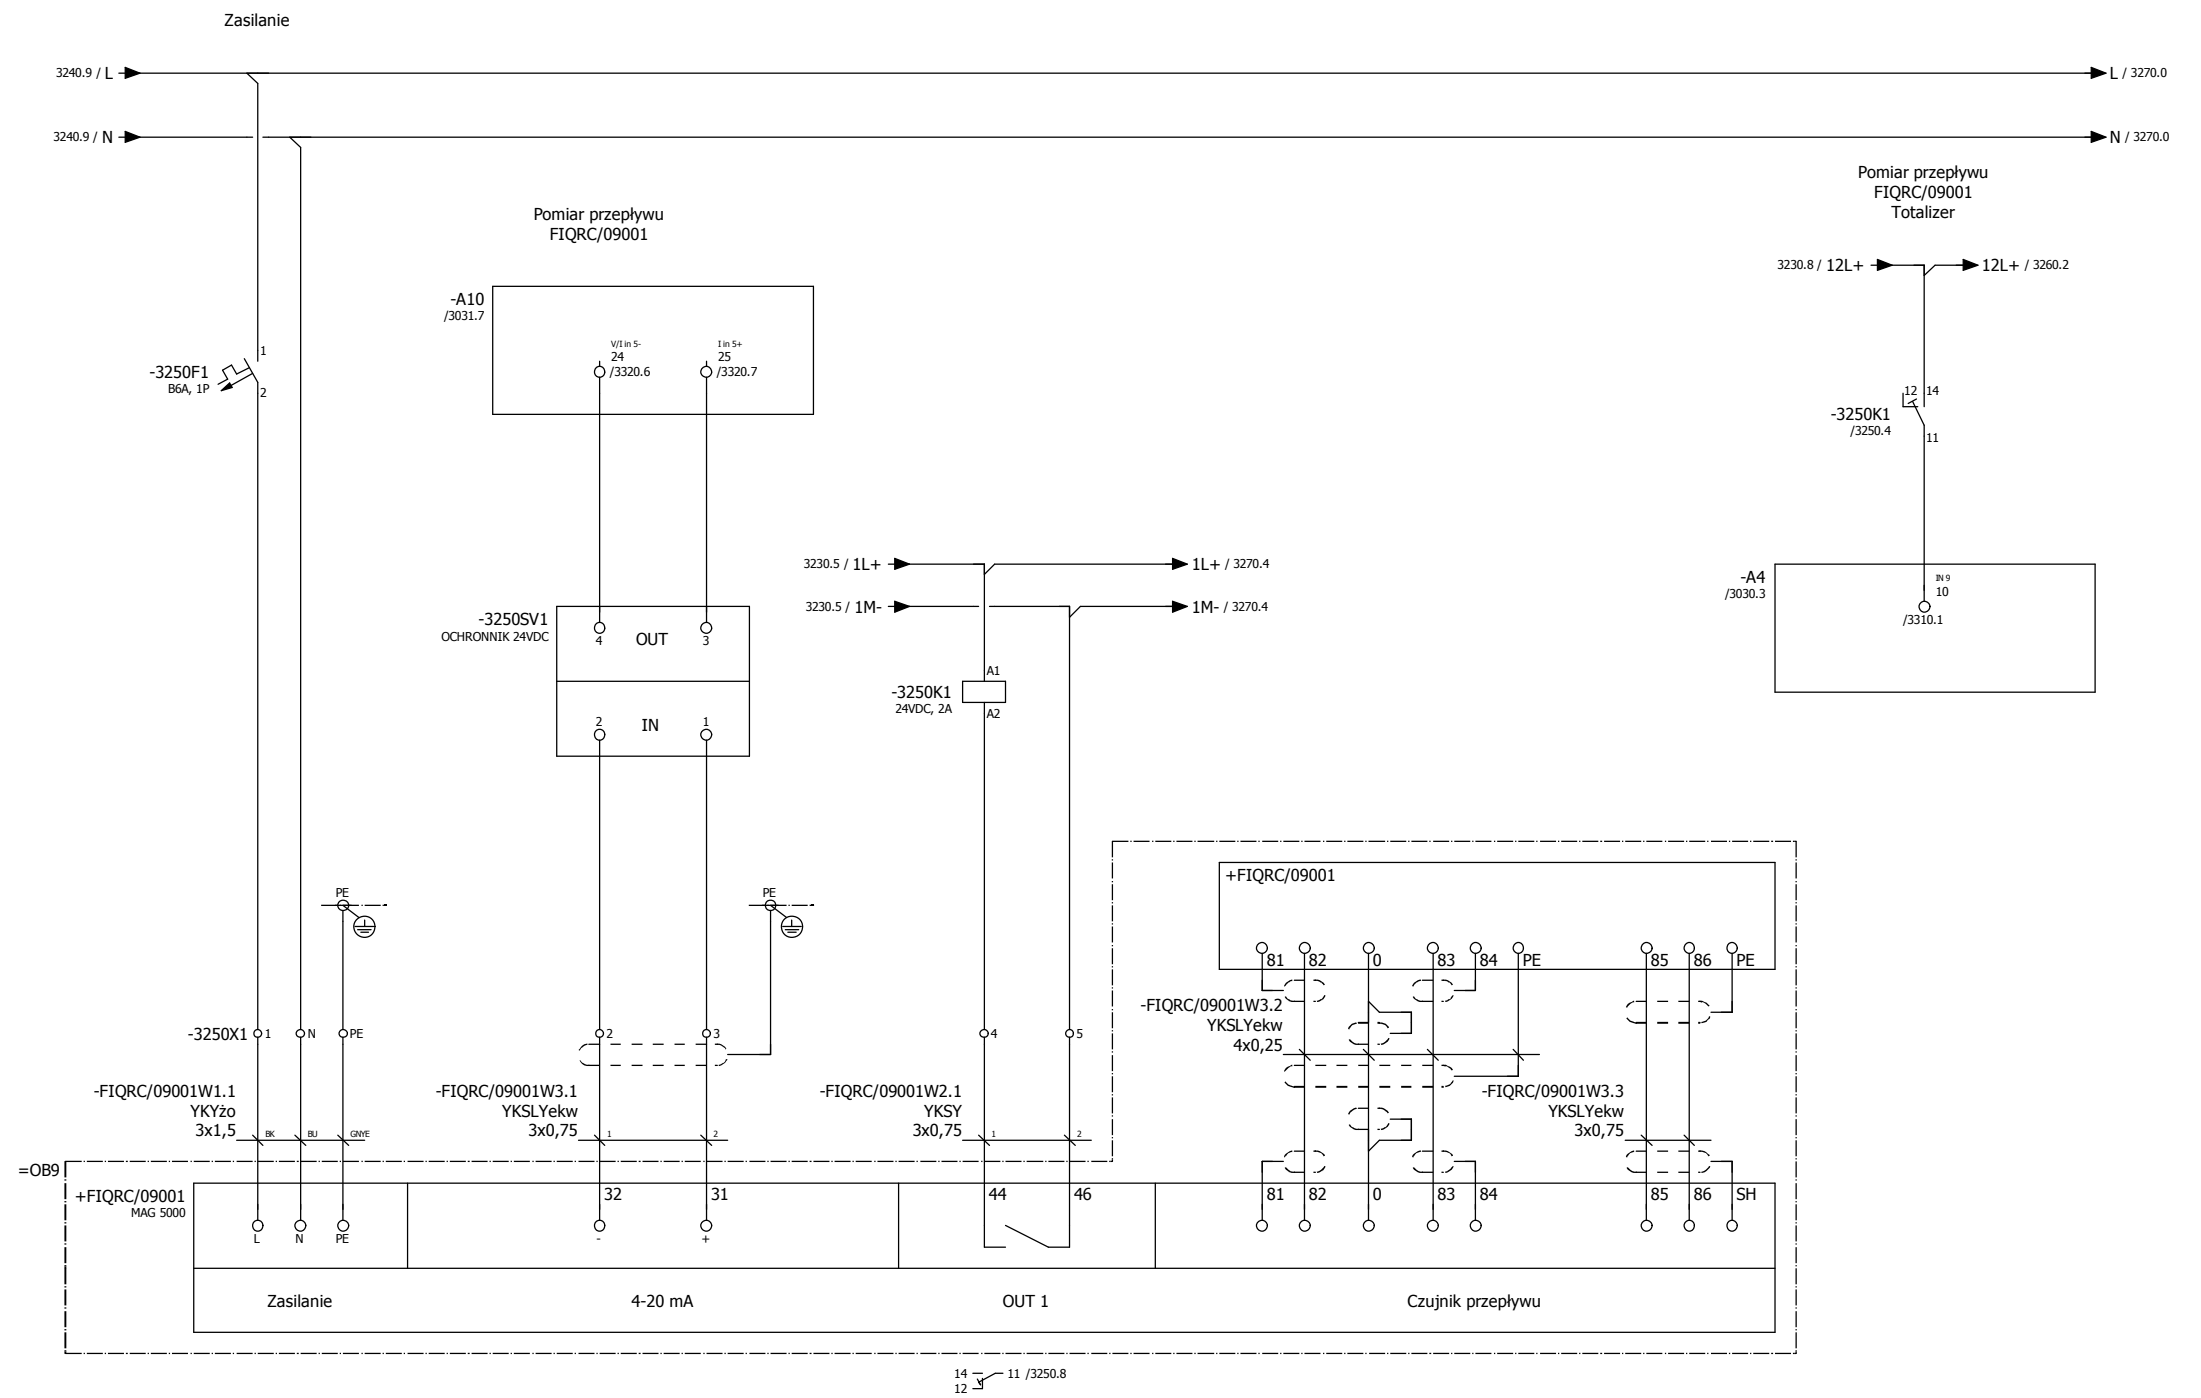 Zasilanie
3240.9 / L
L / 3270.0
3240.9 / N
N / 3270.0
Pomiar przepływu
FIQRC/09001
Totalizer
Pomiar przepływu
FIQRC/09001
3230.8 / 12L+
12L+ / 3260.2
-A10
/3031.7
V/I in 5-
24
/3320.6
I in 5+
25
/3320.7
1
-3250F1
B6A, 1P
2
12 14
-3250K1
/3250.4
11
3230.5 / 1L+
1L+ / 3270.4
3230.5 / 1M-
1M- / 3270.4
-A4
/3030.3
IN 9
10
/3310.1
-3250SV1
OCHRONNIK 24VDC
4 OUT 3
2 IN 1
A1
-3250K1
24VDC, 2A
A2
+FIQRC/09001
PE
PE
81 82 0 83 84 PE 85 86 PE
-FIQRC/09001W3.2
YKSLYekw
4x0,25
-3250X1 1 N PE 2 3 4 5
-FIQRC/09001W1.1
YKYżo
3x1,5
BK BU GNYE
-FIQRC/09001W3.1
YKSLYekw
3x0,75
1 2
-FIQRC/09001W2.1
YKSY
3x0,75
1 2
-FIQRC/09001W3.3
YKSLYekw
3x0,75
=OB9
+FIQRC/09001
MAG 5000
32 31 44 46 81 82 0 83 84 85 86 SH
L N PE - +
Zasilanie 4-20 mA OUT 1 Czujnik przepływu
14 11 /3250.8
12